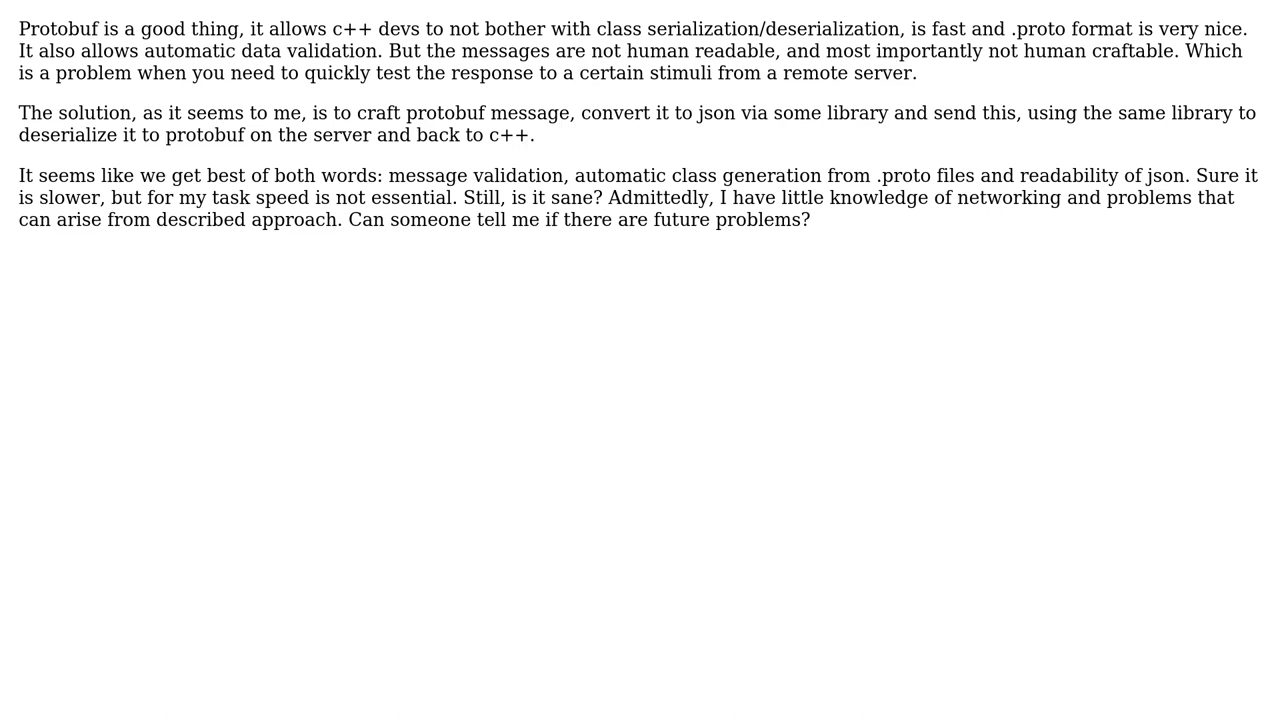 Protobuf is a good thing, it allows c++ devs to not bother with class serialization/deserialization, is fast and .proto format is very nice.
It also allows automatic data validation. But the messages are not human readable, and most importantly not human craftable. Which
is a problem when you need to quickly test the response to a certain stimuli from a remote server.
The solution, as it seems to me, is to craft protobuf message, convert it to json via some library and send this, using the same library to
deserialize it to protobuf on the server and back to c++.
It seems like we get best of both words: message validation, automatic class generation from .proto files and readability of json. Sure it
is slower, but for my task speed is not essential. Still, is it sane? Admittedly, I have little knowledge of networking and problems that
can arise from described approach. Can someone tell me if there are future problems?